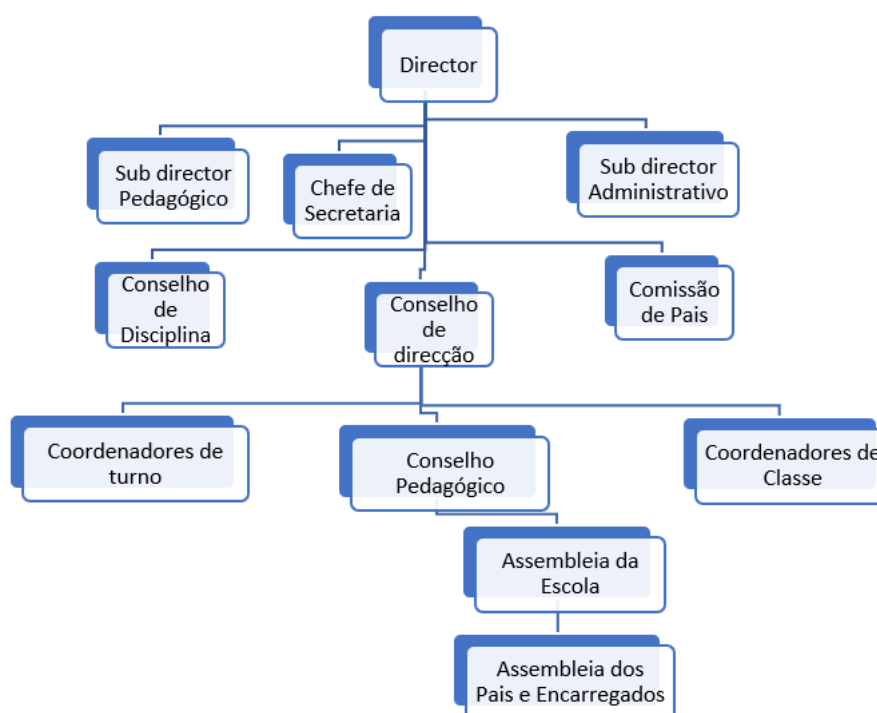 Director
Sub director
Pedagógico
Chefe de
Secretaria
Sub director
Administrativo
Conselho
de
Disciplina
Conselho
de
direcção
Comissão
de Pais
Coordenadores de
turno
Conselho
Pedagógico
Coordenadores de
Classe
Assembleia da
Escola
Assembleia dos
Pais e Encarregados